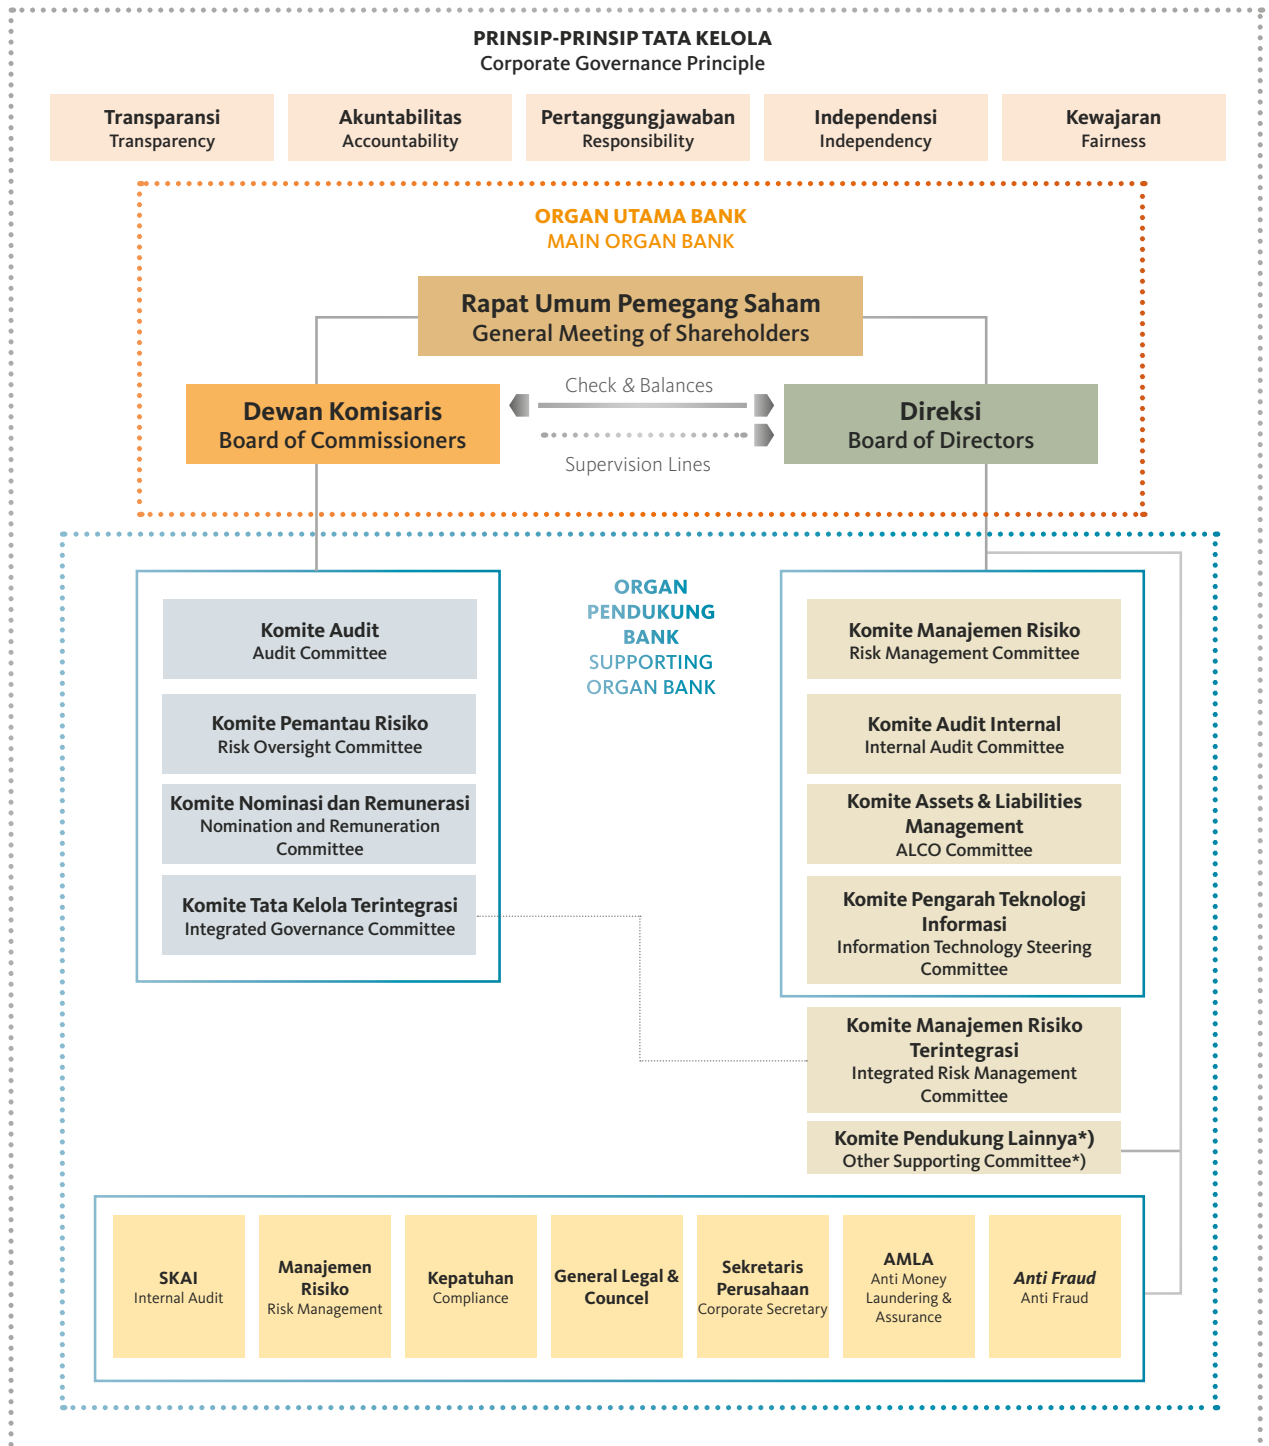 PRINSIP-PRINSIP TATA KELOLA
Corporate Governance Principle
Transparansi
Transparency
Akuntabilitas
Accountability
Pertanggungjawaban
Responsibility
Independensi
Independency
Kewajaran
Fairness
ORGAN UTAMA BANK
MAIN ORGAN BANK
Rapat Umum Pemegang Saham
General Meeting of Shareholders
Dewan Komisaris
Board of Commissioners
Check & Balances
Supervision Lines
Direksi
Board of Directors
ORGAN
PENDUKUNG
BANK
SUPPORTING
ORGAN BANK
Komite Audit
Audit Committee
Komite Pemantau Risiko
Risk Oversight Committee
Komite Nominasi dan Remunerasi
Nomination and Remuneration
Committee
Komite Tata Kelola Terintegrasi
Integrated Governance Committee
Komite Manajemen Risiko
Risk Management Committee
Komite Audit Internal
Internal Audit Committee
Komite Assets & Liabilities
Management
ALCO Committee
Komite Pengarah Teknologi
Informasi
Information Technology Steering
Committee
Komite Manajemen Risiko
Terintegrasi
Integrated Risk Management
Committee
Komite Pendukung Lainnya*)
Other Supporting Committee*)
SKAI
Internal Audit
Manajemen
Risiko
Risk Management
Kepatuhan
Compliance
General Legal &
Councel
Sekretaris
Perusahaan
Corporate Secretary
AMLA
Anti Money
Laundering &
Assurance
Anti Fraud
Anti Fraud